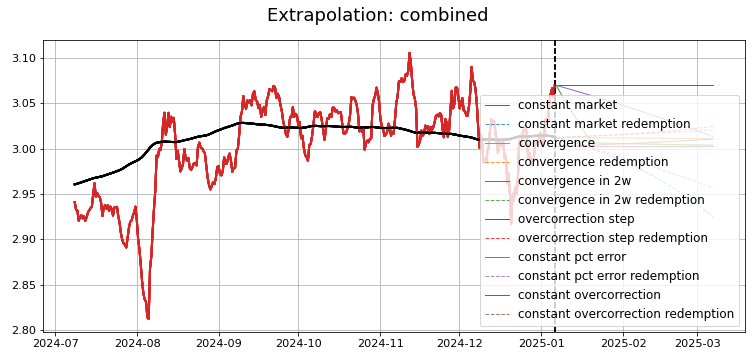 Extrapolation: combined
3.10
3.05
3.00
2.95
2.90
2.85
2.80
constant market
constant market redemption
convergence
convergence redemption
convergence in 2w
convergence in 2w redemption
overcorrection step
overcorrection step redemption
constant pct error
constant pct error redemption
constant overcorrection
constant overcorrection redemption
2024-07 2024-08 2024-09 2024-10 2024-11 2024-12 2025-01 2025-02 2025-03